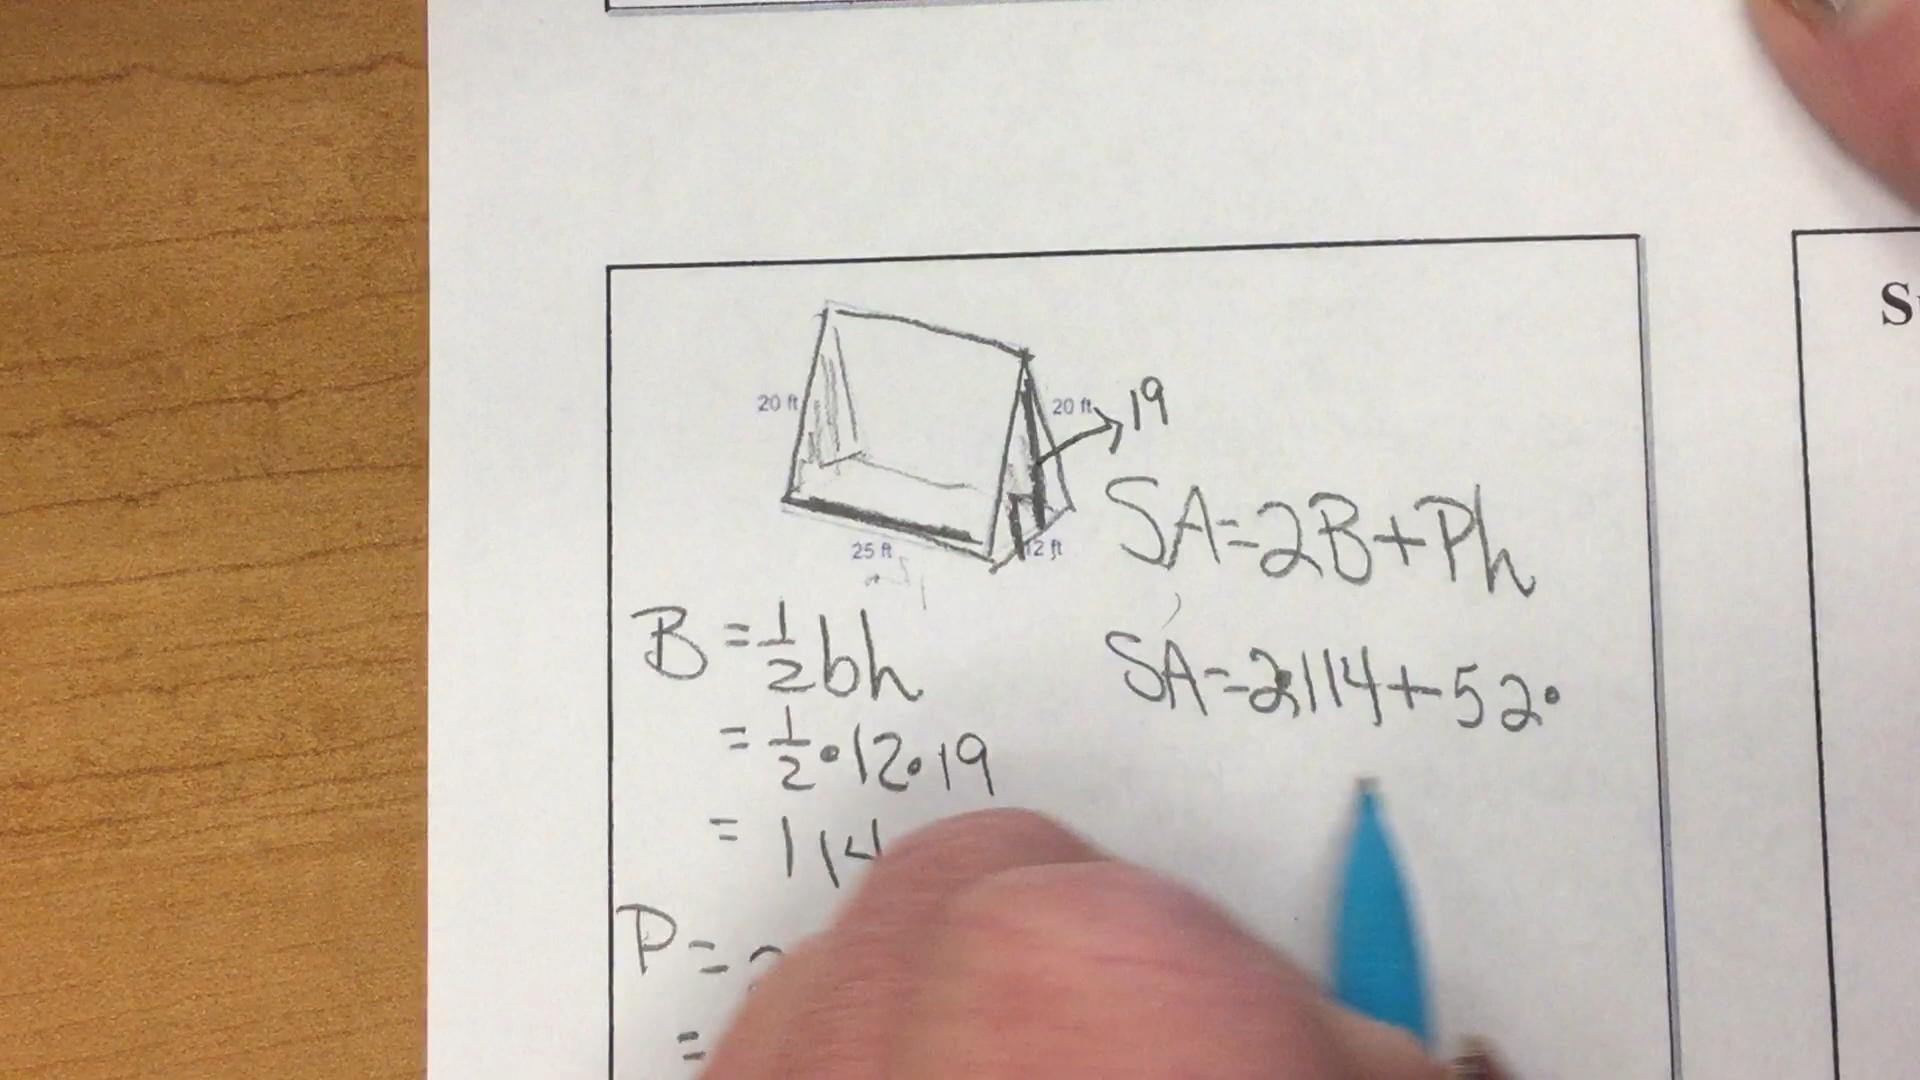 20 ft
20 ft
19
25 ft
12 ft
SA=2B+Ph
B=1/2bh
SA=2·114+52·
=1/2·12·19
=114
P=
=
S